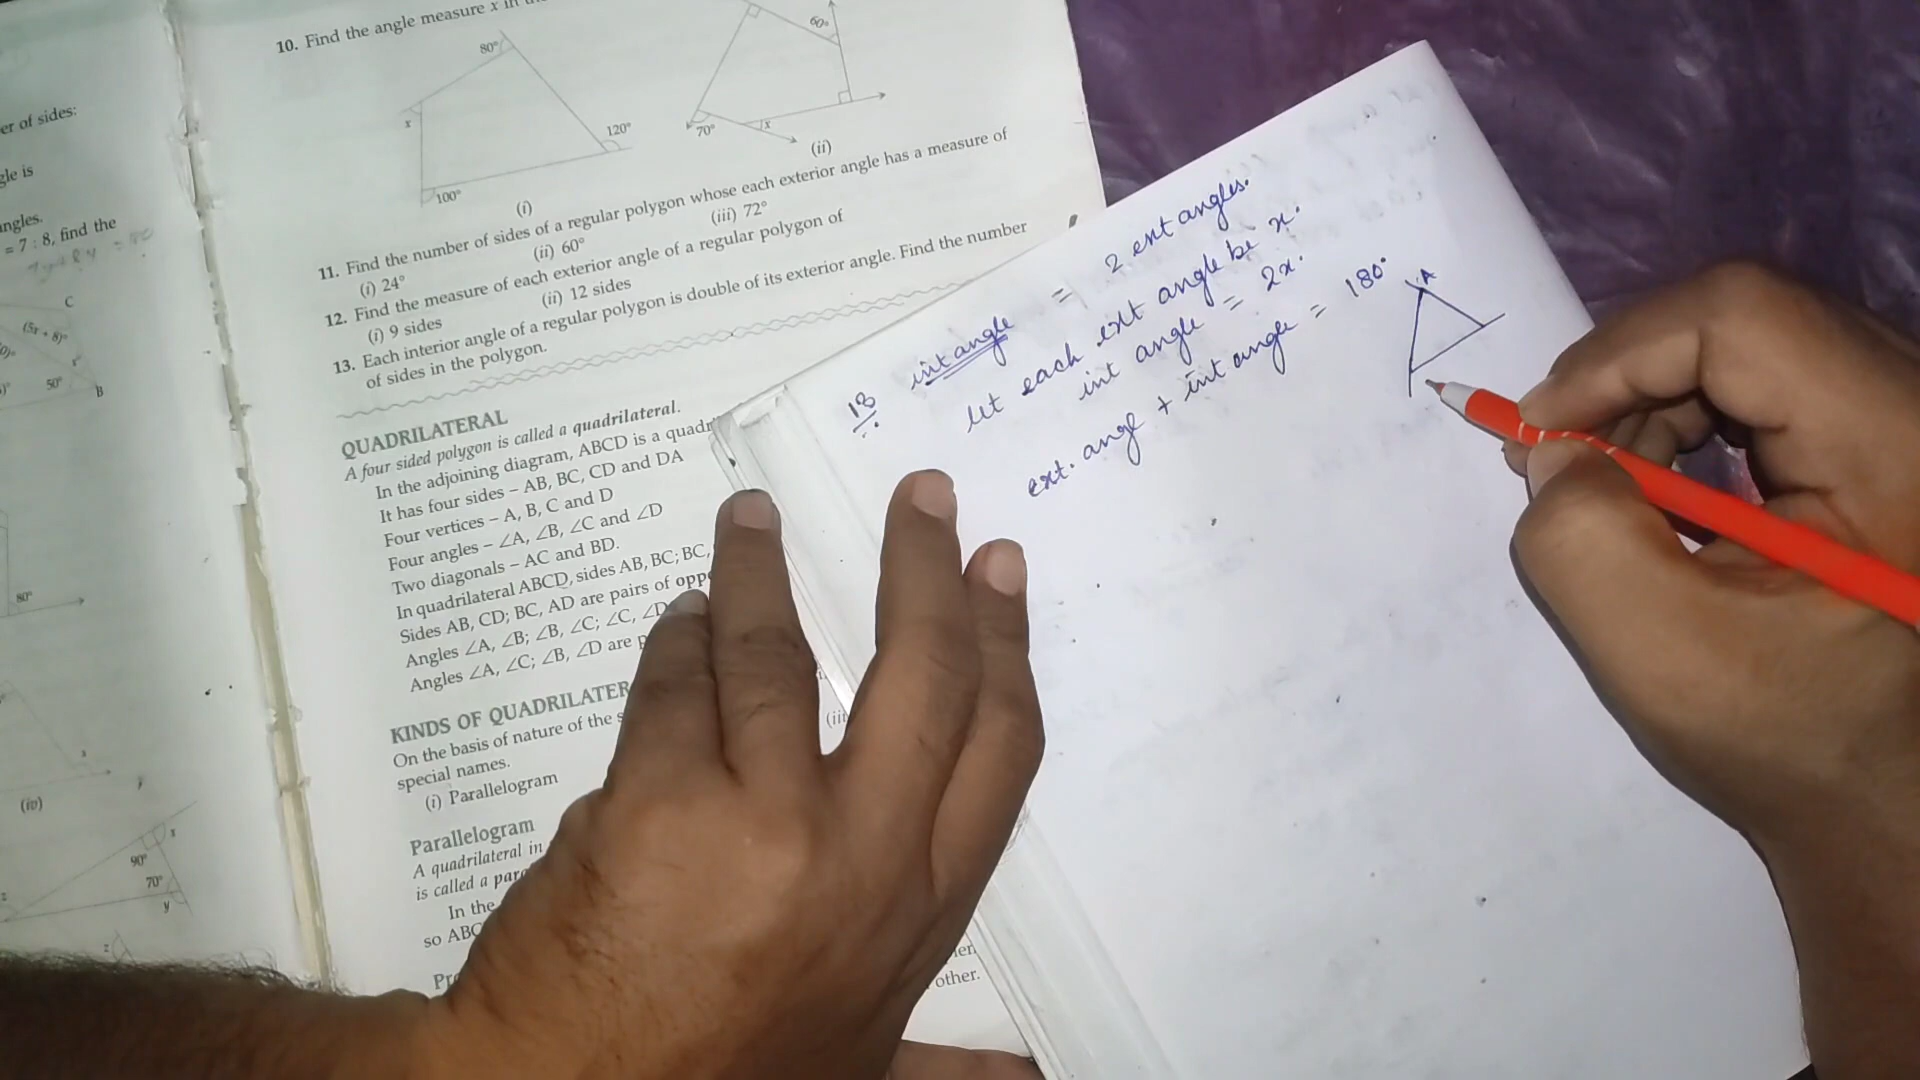 er of sides:
gle is
angles.
= 7 : 8, find the
C
(5x + 8)°
x°
50°
B
80°
(iv)
90°
x
70°
y
z
10. Find the angle measure x in
80°
x
120°
100°
(i)
60°
70°
x
(ii)
11. Find the number of sides of a regular polygon whose each exterior angle has a measure of
(i) 24° (ii) 60° (iii) 72°
12. Find the measure of each exterior angle of a regular polygon of
(i) 9 sides (ii) 12 sides
13. Each interior angle of a regular polygon is double of its exterior angle. Find the number
of sides in the polygon.
QUADRILATERAL
A four sided polygon is called a quadrilateral.
In the adjoining diagram, ABCD is a quadr
It has four sides – AB, BC, CD and DA
Four vertices – A, B, C and D
Four angles – ∠A, ∠B, ∠C and ∠D
Two diagonals – AC and BD.
In quadrilateral ABCD, sides AB, BC; BC,
Sides AB, CD; BC, AD are pairs of oppo
Angles ∠A, ∠B; ∠B, ∠C; ∠C, ∠D
Angles ∠A, ∠C; ∠B, ∠D are p
KINDS OF QUADRILATER
On the basis of nature of the s
special names.
(i) Parallelogram
(iii
Parallelogram
A quadrilateral in
is called a para
In the
so ABC
Pr
other.
13 int angle = 2 ext angles.
let each ext angle be x.
int angle = 2x.
ext. angl + int angle = 180°
A